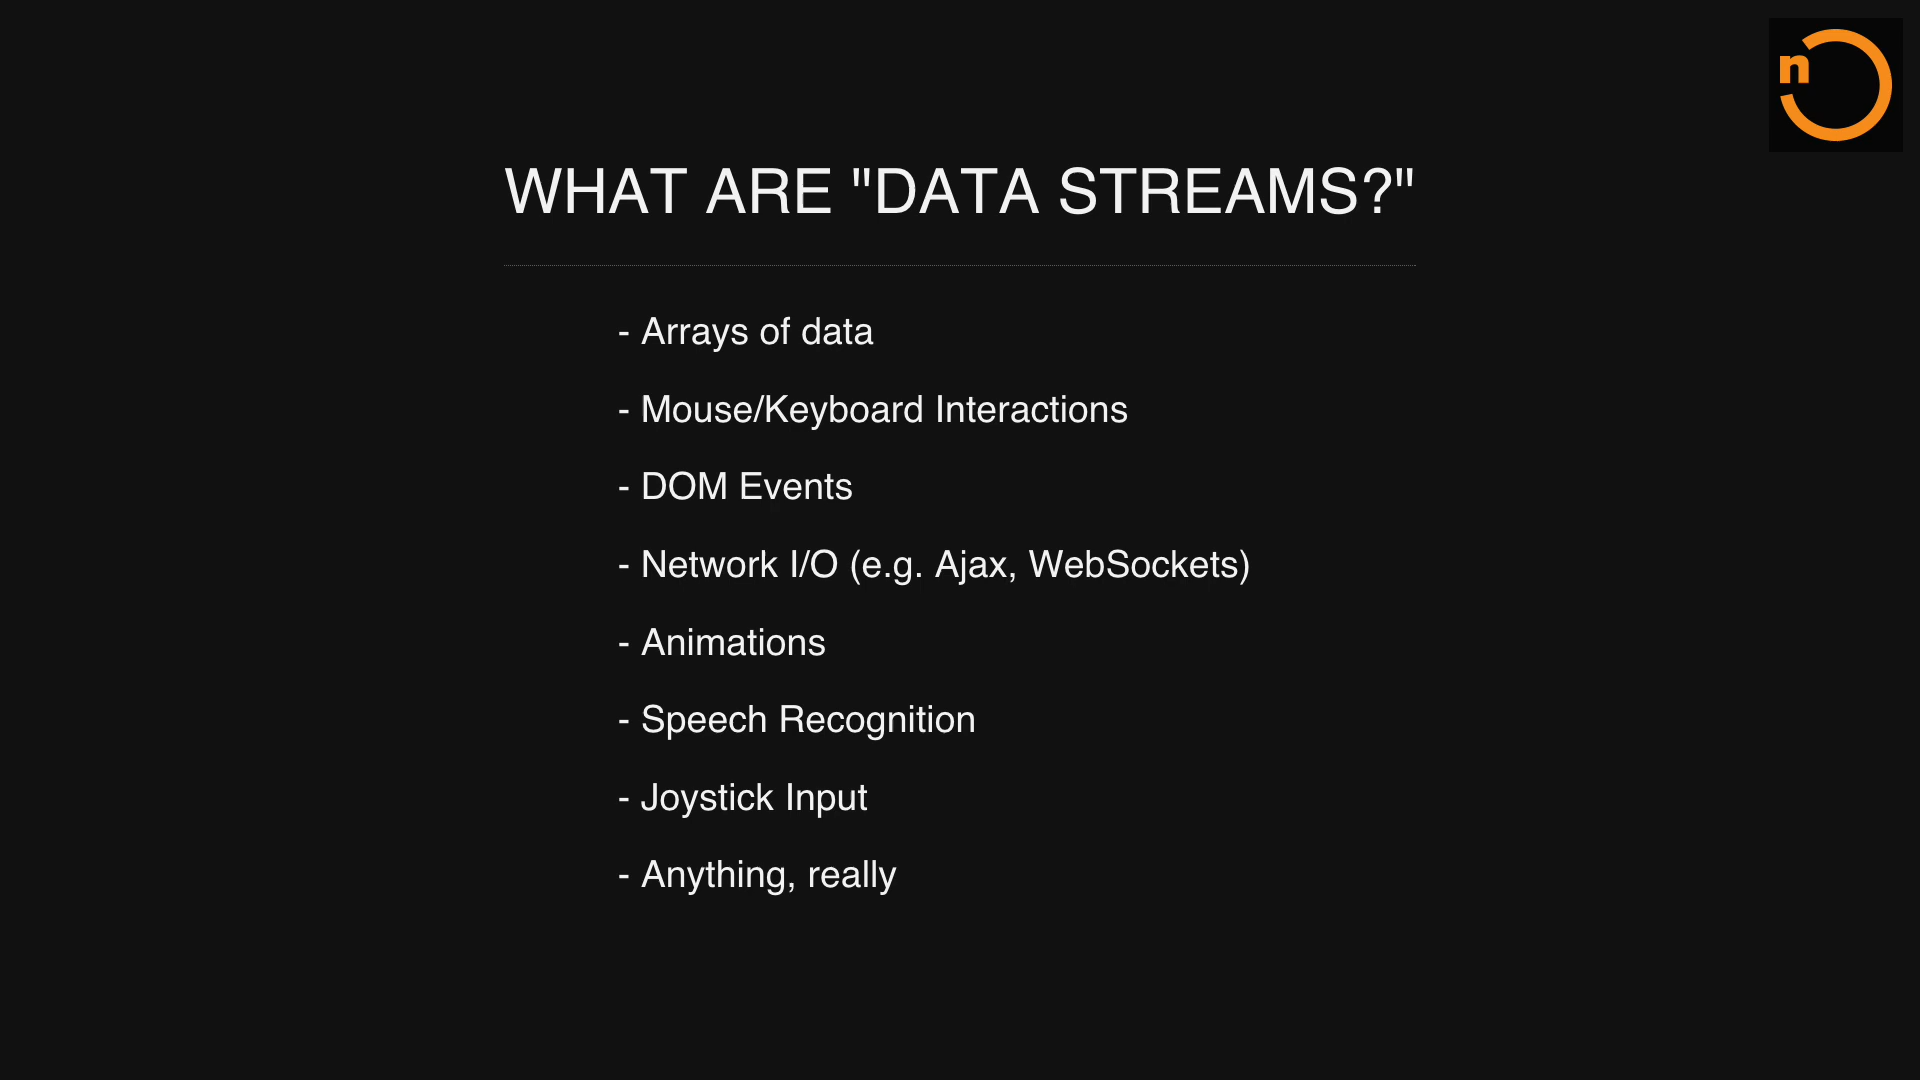 n
WHAT ARE "DATA STREAMS?"
- Arrays of data
- Mouse/Keyboard Interactions
- DOM Events
- Network I/O (e.g. Ajax, WebSockets)
- Animations
- Speech Recognition
- Joystick Input
- Anything, really